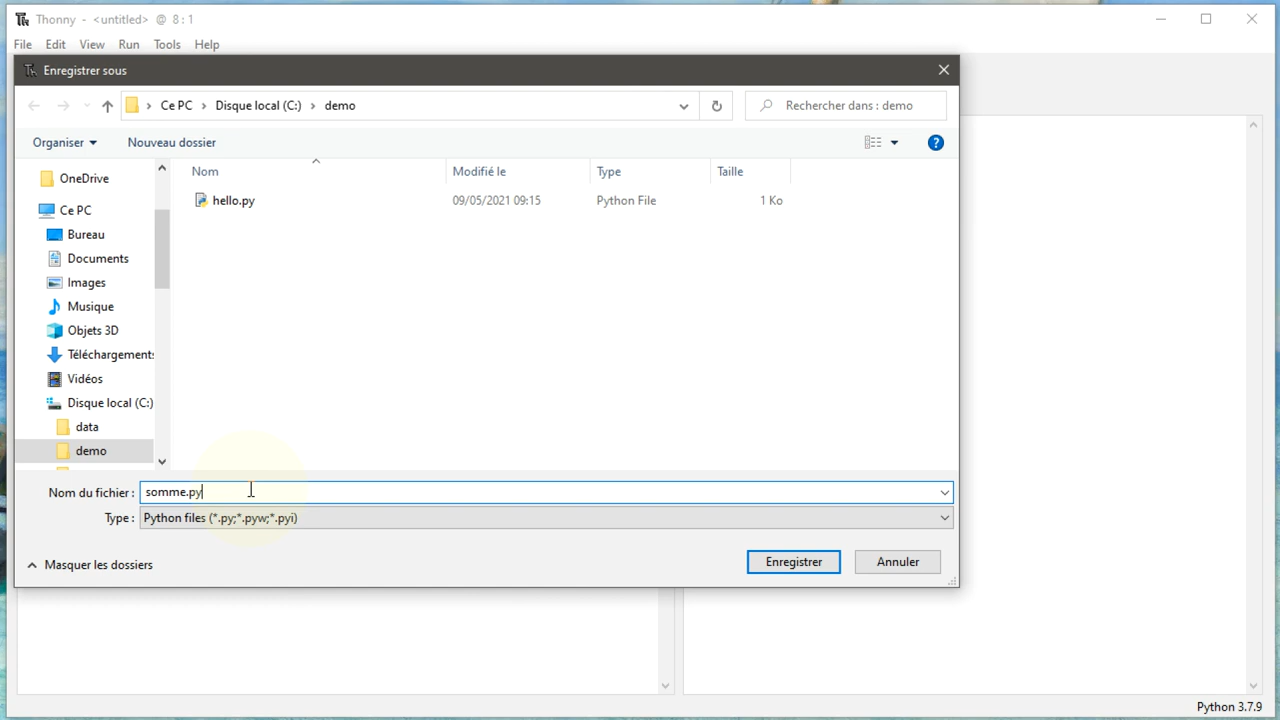 Thonny - <untitled> @ 8 : 1
File Edit View Run Tools Help
Enregistrer sous
Ce PC Disque local (C:) demo
Rechercher dans : demo
Organiser Nouveau dossier
Nom Modifié le Type Taille
OneDrive
hello.py 09/05/2021 09:15 Python File 1 Ko
Ce PC
Bureau
Documents
Images
Musique
Objets 3D
Téléchargements
Vidéos
Disque local (C:)
data
demo
Nom du fichier : somme.py
Type : Python files (*.py;*.pyw;*.pyi)
Masquer les dossiers
Enregistrer Annuler
Python 3.7.9